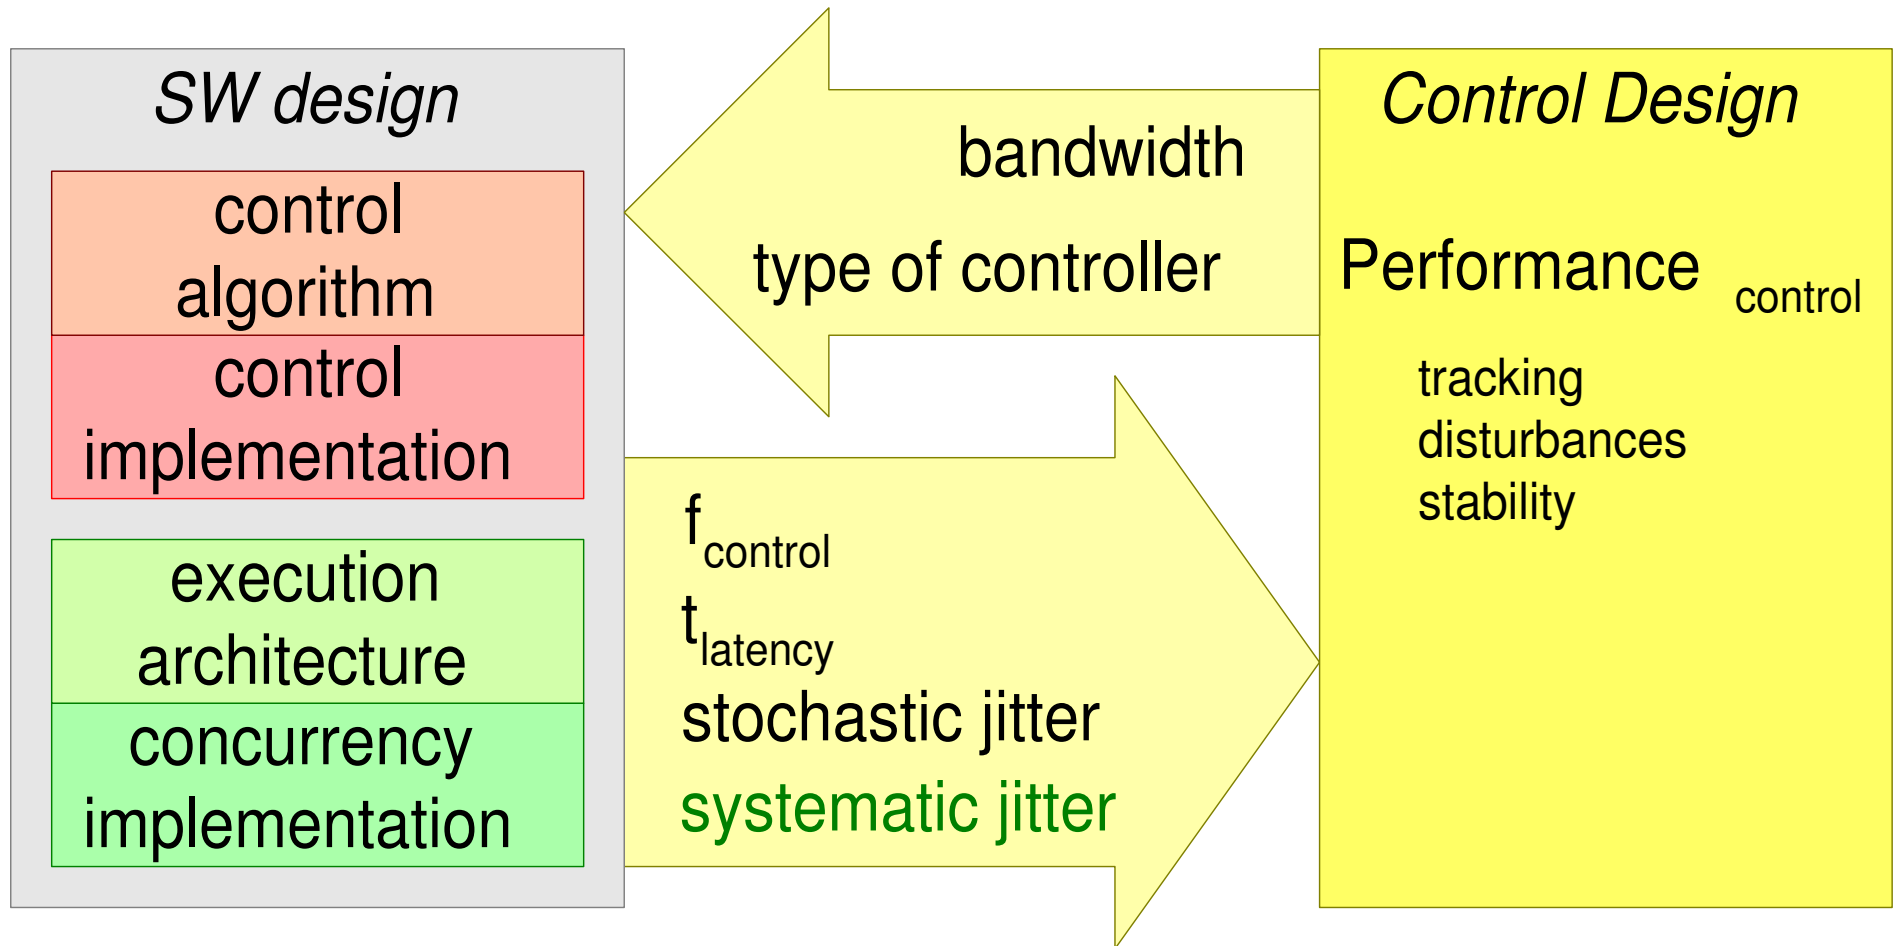 SW design
control
algorithm
control
implementation
execution
architecture
concurrency
implementation
bandwidth
type of controller
f control
t latency
stochastic jitter
systematic jitter
Control Design
Performance control
tracking
disturbances
stability